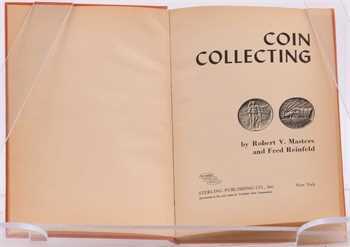 COIN
COLLECTING
by Robert V. Masters
and Fred Reinfeld
STERLING PUBLISHING CO., Inc.
New York